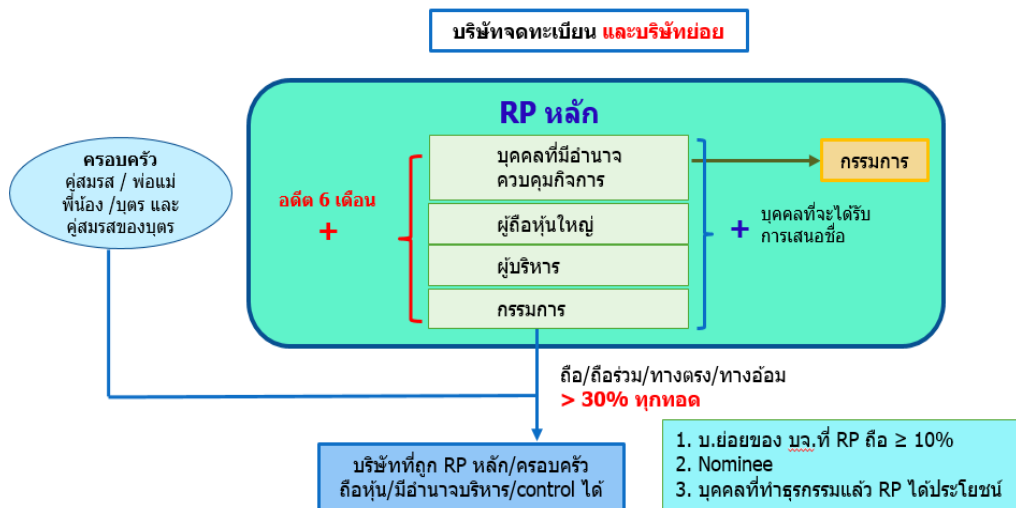 บริษัทจดทะเบียน และบริษัทย่อย
RP หลัก
ครอบครัว
คู่สมรส / พ่อแม่
พี่น้อง /บุตร และ
คู่สมรสของบุตร
อดีต 6 เดือน
+
บุคคลที่มีอำนาจ
ควบคุมกิจการ
ผู้ถือหุ้นใหญ่
ผู้บริหาร
กรรมการ
กรรมการ
+
บุคคลที่จะได้รับ
การเสนอชื่อ
ถือ/ถือร่วม/ทางตรง/ทางอ้อม
> 30% ทุกทอด
บริษัทที่ถูก RP หลัก/ครอบครัว
ถือหุ้น/มีอำนาจบริหาร/control ได้
1. บ.ย่อยของ บจ.ที่ RP ถือ ≥ 10%
2. Nominee
3. บุคคลที่ทำธุรกรรมแล้ว RP ได้ประโยชน์